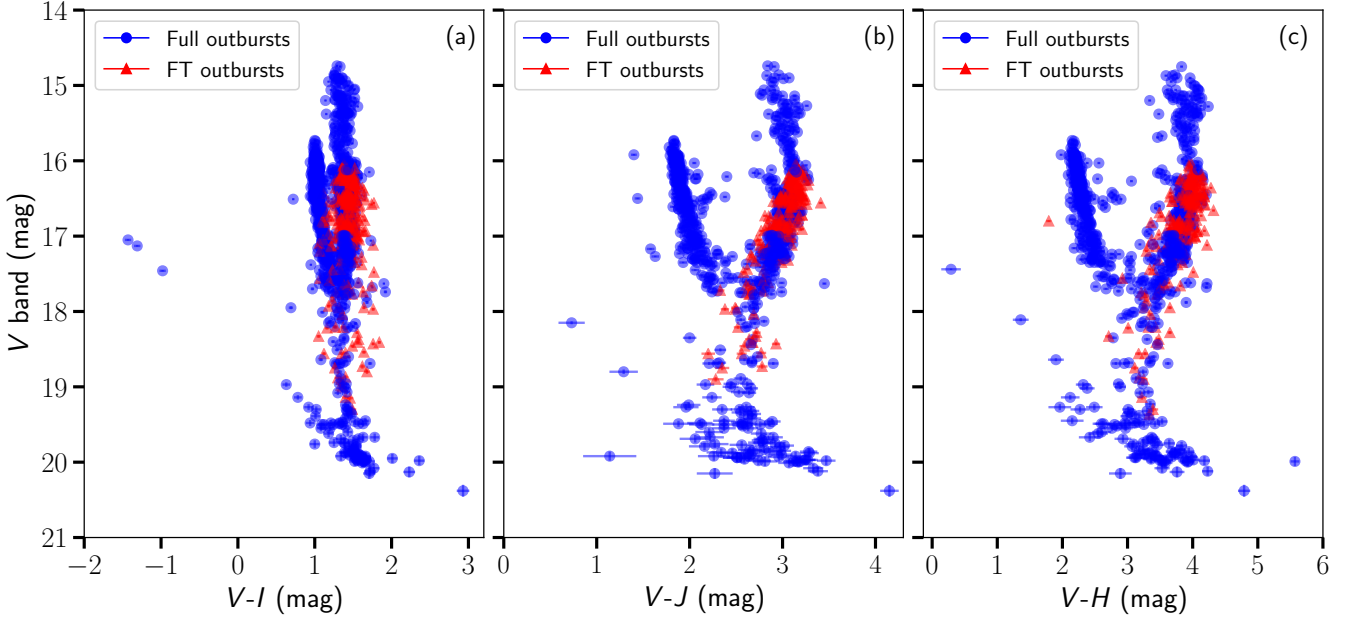 14
15
16
17
18
19
20
21
V band (mag)
Full outbursts
FT outbursts
(a)
−2 −1 0 1 2 3
V-I (mag)
Full outbursts
FT outbursts
(b)
1 2 3 4
V-J (mag)
Full outbursts
FT outbursts
(c)
0 1 2 3 4 5 6
V-H (mag)